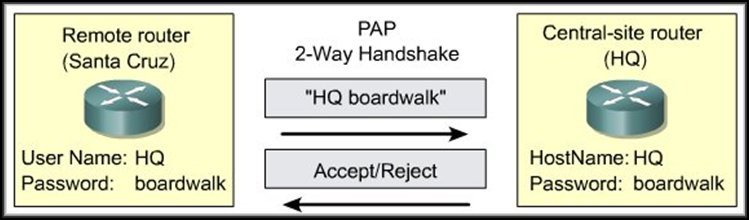 Remote router
(Santa Cruz)
User Name: HQ
Password: boardwalk
PAP
2-Way Handshake
"HQ boardwalk"
Accept/Reject
Central-site router
(HQ)
HostName: HQ
Password: boardwalk